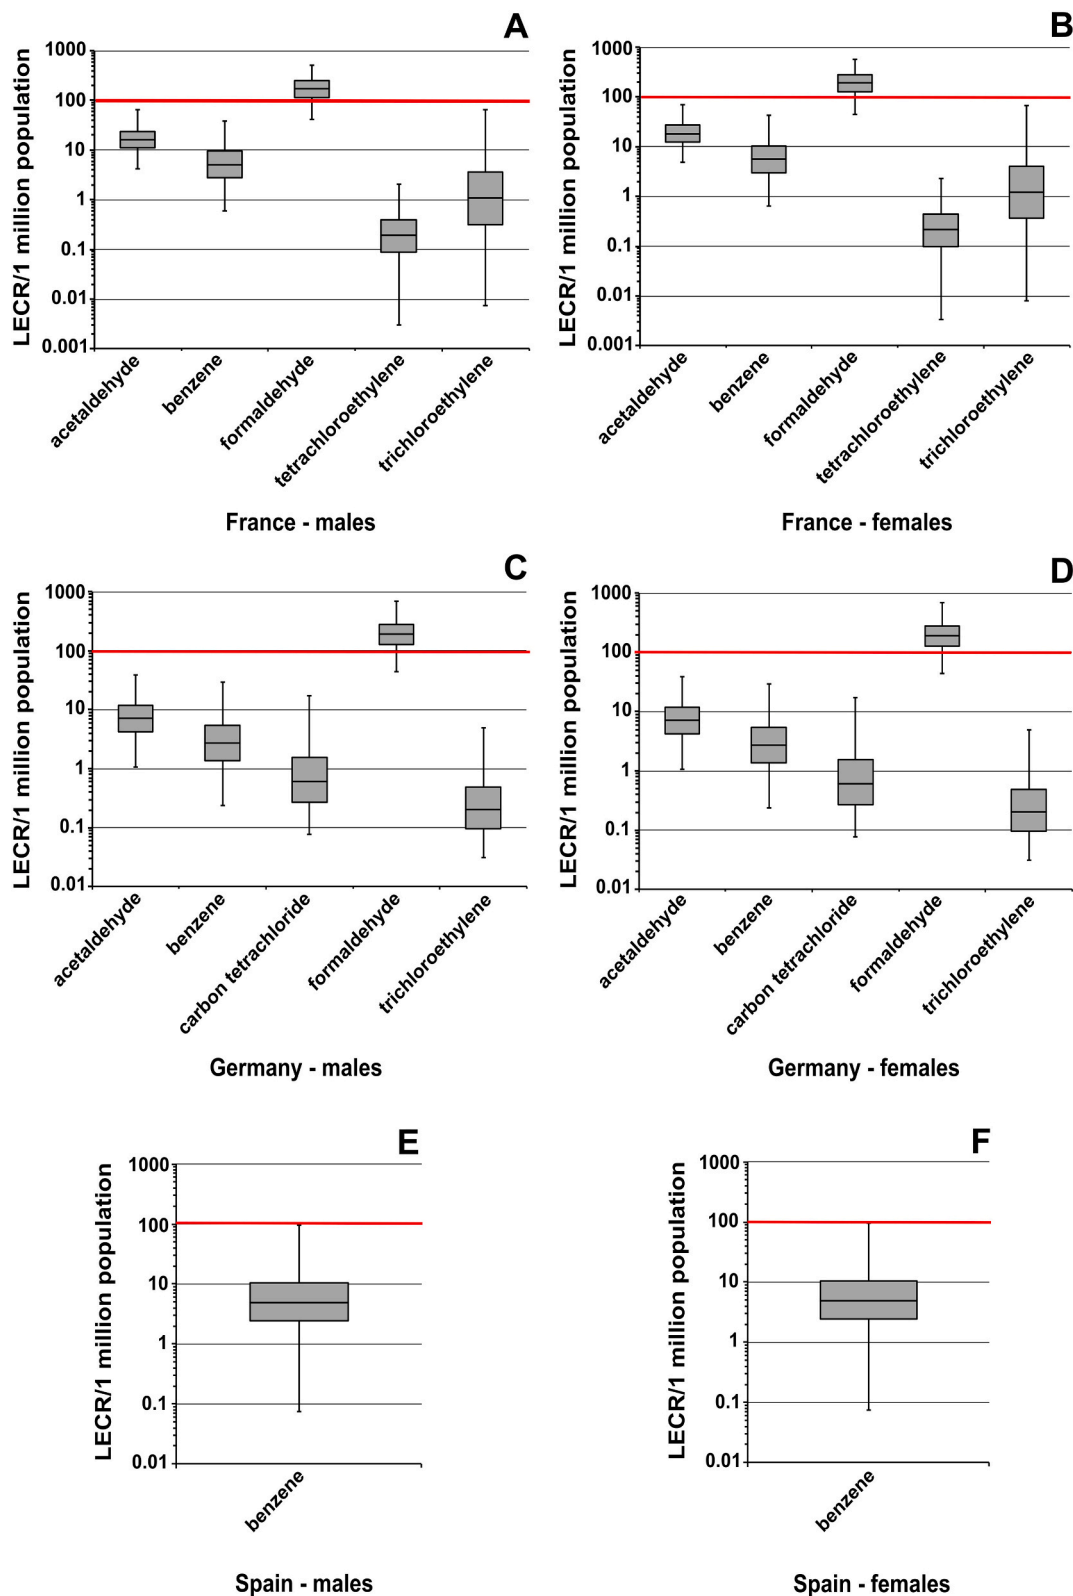 A
LECR/1 million population
1000
100
10
1
0.1
0.01
0.001
acetaldehyde
benzene
formaldehyde
tetrachloroethylene
trichloroethylene
France - males
B
LECR/1 million population
1000
100
10
1
0.1
0.01
0.001
acetaldehyde
benzene
formaldehyde
tetrachloroethylene
trichloroethylene
France - females
C
LECR/1 million population
1000
100
10
1
0.1
0.01
acetaldehyde
benzene
carbon tetrachloride
formaldehyde
trichloroethylene
Germany - males
D
LECR/1 million population
1000
100
10
1
0.1
0.01
acetaldehyde
benzene
carbon tetrachloride
formaldehyde
trichloroethylene
Germany - females
E
LECR/1 million population
1000
100
10
1
0.1
0.01
benzene
Spain - males
F
LECR/1 million population
1000
100
10
1
0.1
0.01
benzene
Spain - females